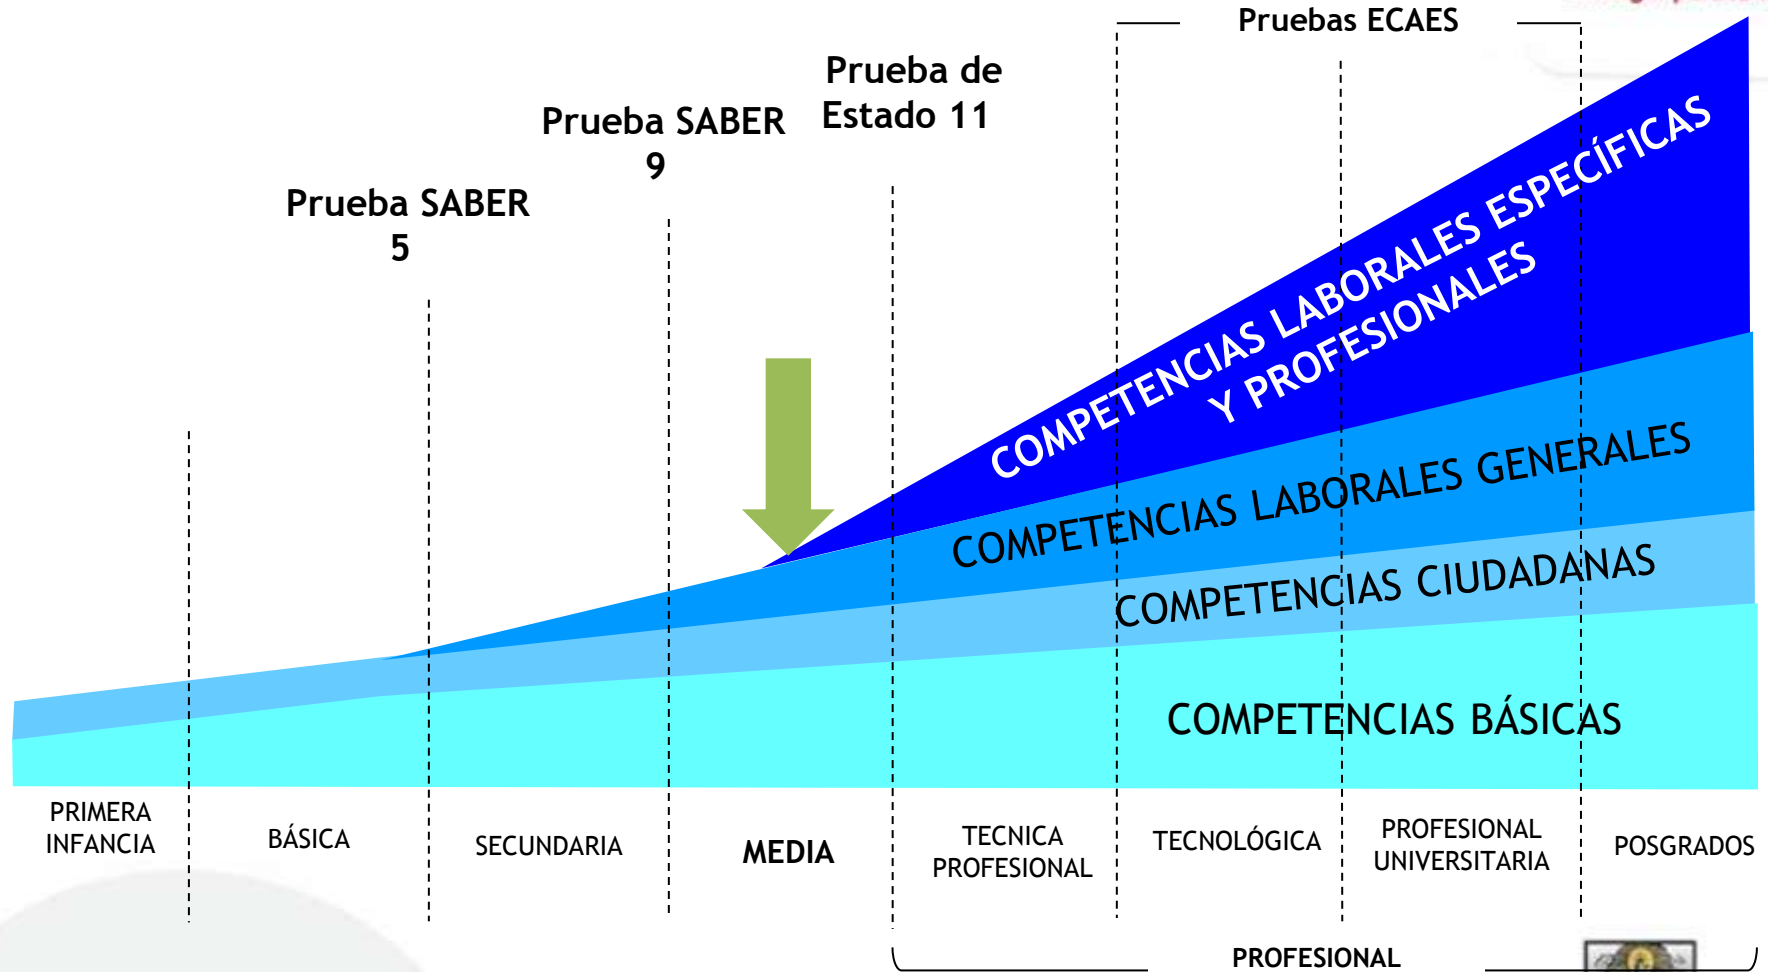 Pruebas ECAES
Prueba de
Estado 11
Prueba SABER
9
Prueba SABER
5
COMPETENCIAS LABORALES ESPECÍFICAS
Y PROFESIONALES
COMPETENCIAS LABORALES GENERALES
COMPETENCIAS CIUDADANAS
COMPETENCIAS BÁSICAS
PRIMERA
INFANCIA
BÁSICA
SECUNDARIA
MEDIA
TECNICA
PROFESIONAL
TECNOLÓGICA
PROFESIONAL
UNIVERSITARIA
POSGRADOS
PROFESIONAL